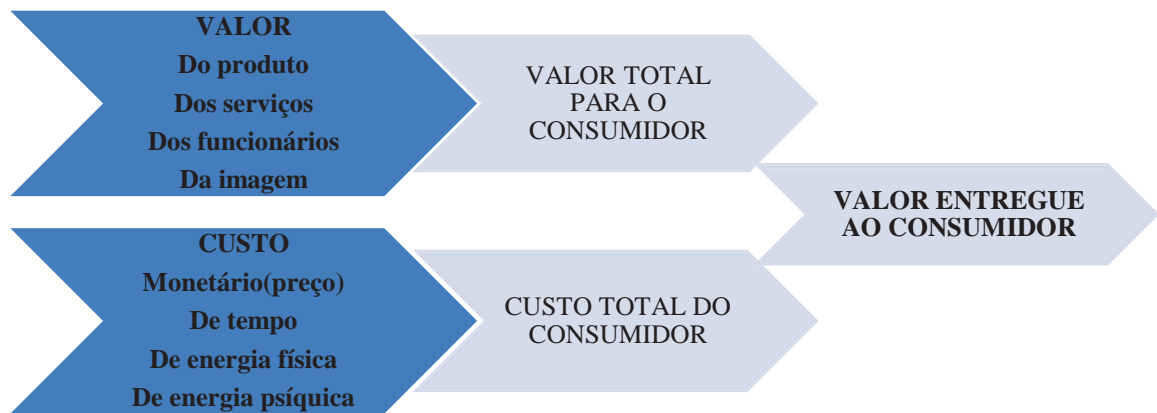 VALOR
Do produto
Dos serviços
Dos funcionários
Da imagem
VALOR TOTAL
PARA O
CONSUMIDOR
CUSTO
Monetário(preço)
De tempo
De energia física
De energia psíquica
CUSTO TOTAL DO
CONSUMIDOR
VALOR ENTREGUE
AO CONSUMIDOR